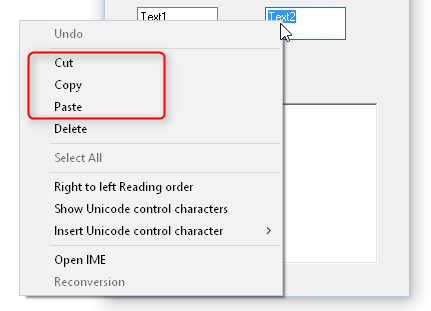 Text1 Text2
Undo
Cut
Copy
Paste
Delete
Select All
Right to left Reading order
Show Unicode control characters
Insert Unicode control character
Open IME
Reconversion